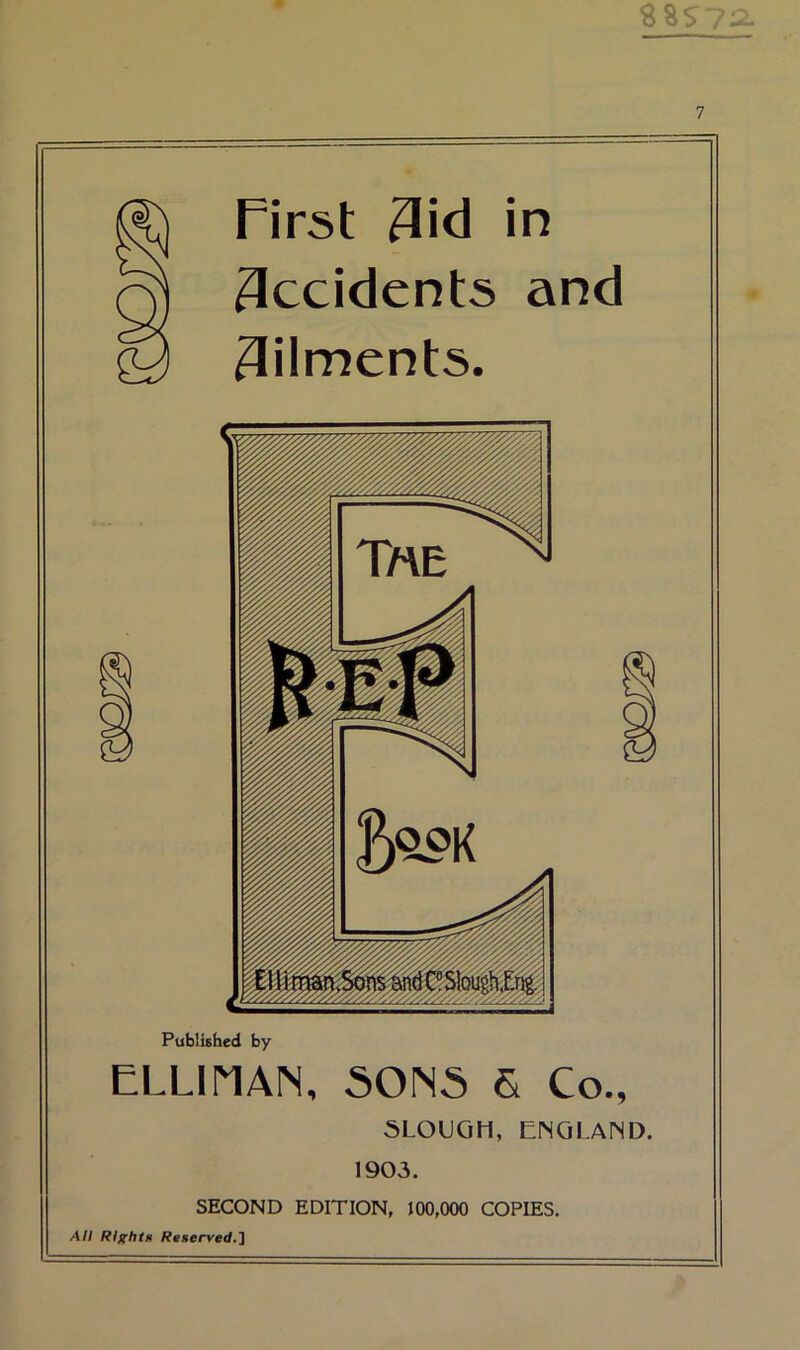 88572
7
First Aid in
Accidents and
Ailments.
THE
R·E·P
BOOK
Elliman, Sons and Co. Slough, Eng.
Published by
ELLIMAN, SONS & Co.,
SLOUGH, ENGLAND.
1903.
SECOND EDITION, 100,000 COPIES.
All Rights Reserved.]